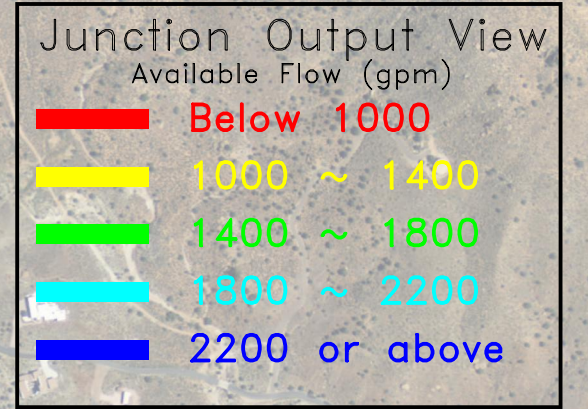 Junction Output View
Available Flow (gpm)
Below 1000
1000 ~ 1400
1400 ~ 1800
1800 ~ 2200
2200 or above